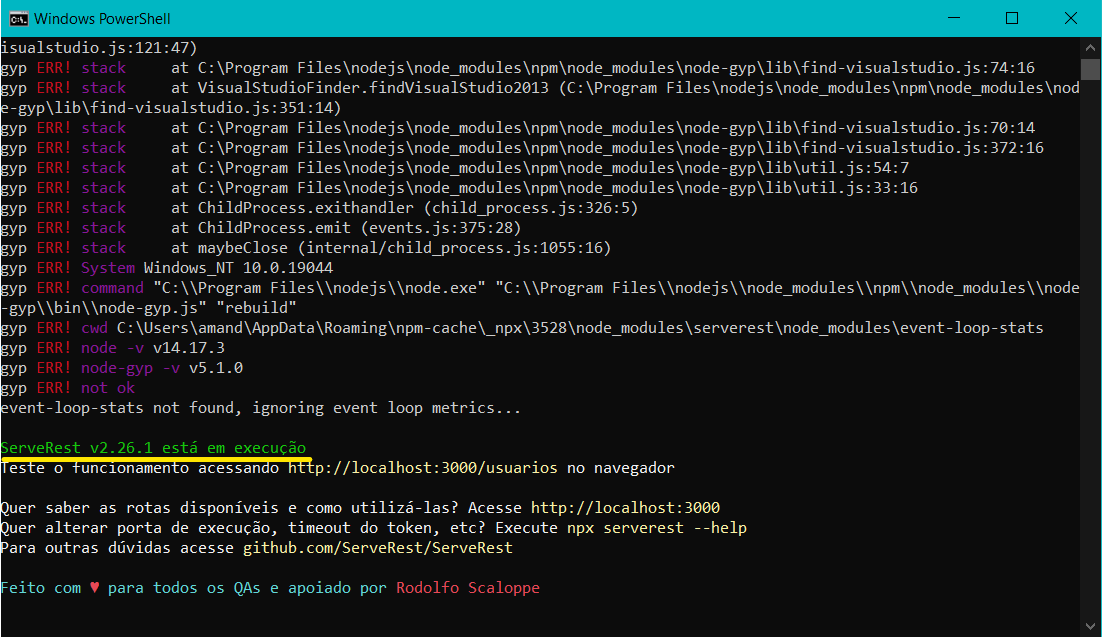 Windows PowerShell
isualstudio.js:121:47)
gyp ERR! stack     at C:\Program Files\nodejs\node_modules\npm\node_modules\node-gyp\lib\find-visualstudio.js:74:16
gyp ERR! stack     at VisualStudioFinder.findVisualStudio2013 (C:\Program Files\nodejs\node_modules\npm\node_modules\nod
e-gyp\lib\find-visualstudio.js:351:14)
gyp ERR! stack     at C:\Program Files\nodejs\node_modules\npm\node_modules\node-gyp\lib\find-visualstudio.js:70:14
gyp ERR! stack     at C:\Program Files\nodejs\node_modules\npm\node_modules\node-gyp\lib\find-visualstudio.js:372:16
gyp ERR! stack     at C:\Program Files\nodejs\node_modules\npm\node_modules\node-gyp\lib\util.js:54:7
gyp ERR! stack     at C:\Program Files\nodejs\node_modules\npm\node_modules\node-gyp\lib\util.js:33:16
gyp ERR! stack     at ChildProcess.exithandler (child_process.js:326:5)
gyp ERR! stack     at ChildProcess.emit (events.js:375:28)
gyp ERR! stack     at maybeClose (internal/child_process.js:1055:16)
gyp ERR! System Windows_NT 10.0.19044
gyp ERR! command "C:\\Program Files\\nodejs\\node.exe" "C:\\Program Files\\nodejs\\node_modules\\npm\\node_modules\\node
-gyp\\bin\\node-gyp.js" "rebuild"
gyp ERR! cwd C:\Users\amand\AppData\Roaming\npm-cache\_npx\3528\node_modules\serverest\node_modules\event-loop-stats
gyp ERR! node -v v14.17.3
gyp ERR! node-gyp -v v5.1.0
gyp ERR! not ok
event-loop-stats not found, ignoring event loop metrics...
ServeRest v2.26.1 está em execução
Teste o funcionamento acessando http://localhost:3000/usuarios no navegador
Quer saber as rotas disponíveis e como utilizá-las? Acesse http://localhost:3000
Quer alterar porta de execução, timeout do token, etc? Execute npx serverest --help
Para outras dúvidas acesse github.com/ServeRest/ServeRest
Feito com ♥ para todos os QAs e apoiado por Rodolfo Scaloppe